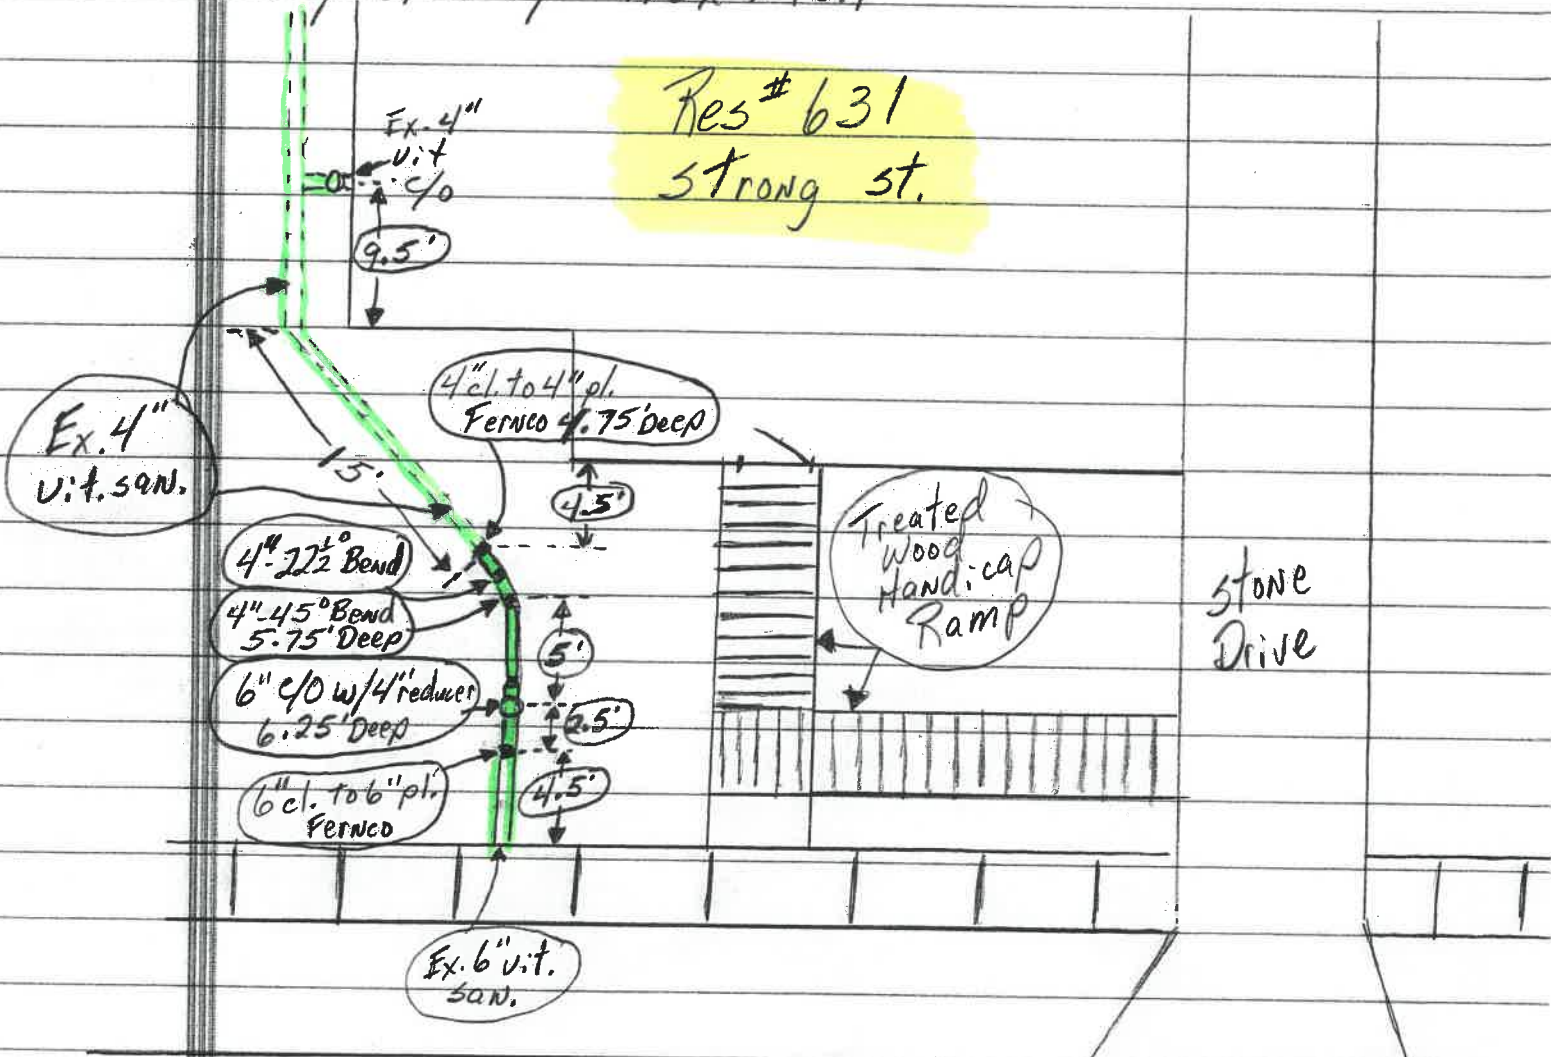 Res# 631
strong st.
Ex. 4"
vit
c/o
9.5'
4"cl. to 4"pl.
Fernco 4.75' Deep
Ex. 4"
vit. san.
15'
4.5'
Treated
Wood
Handicap
Ramp
4"-22½° Bend
stone
Drive
4"-45° Bend
5.75' Deep
5'
6" c/o w/4"reducer
6.25' Deep
2.5'
6"cl. to 6"pl.
Fernco
4.5'
Ex. 6" vit.
san.